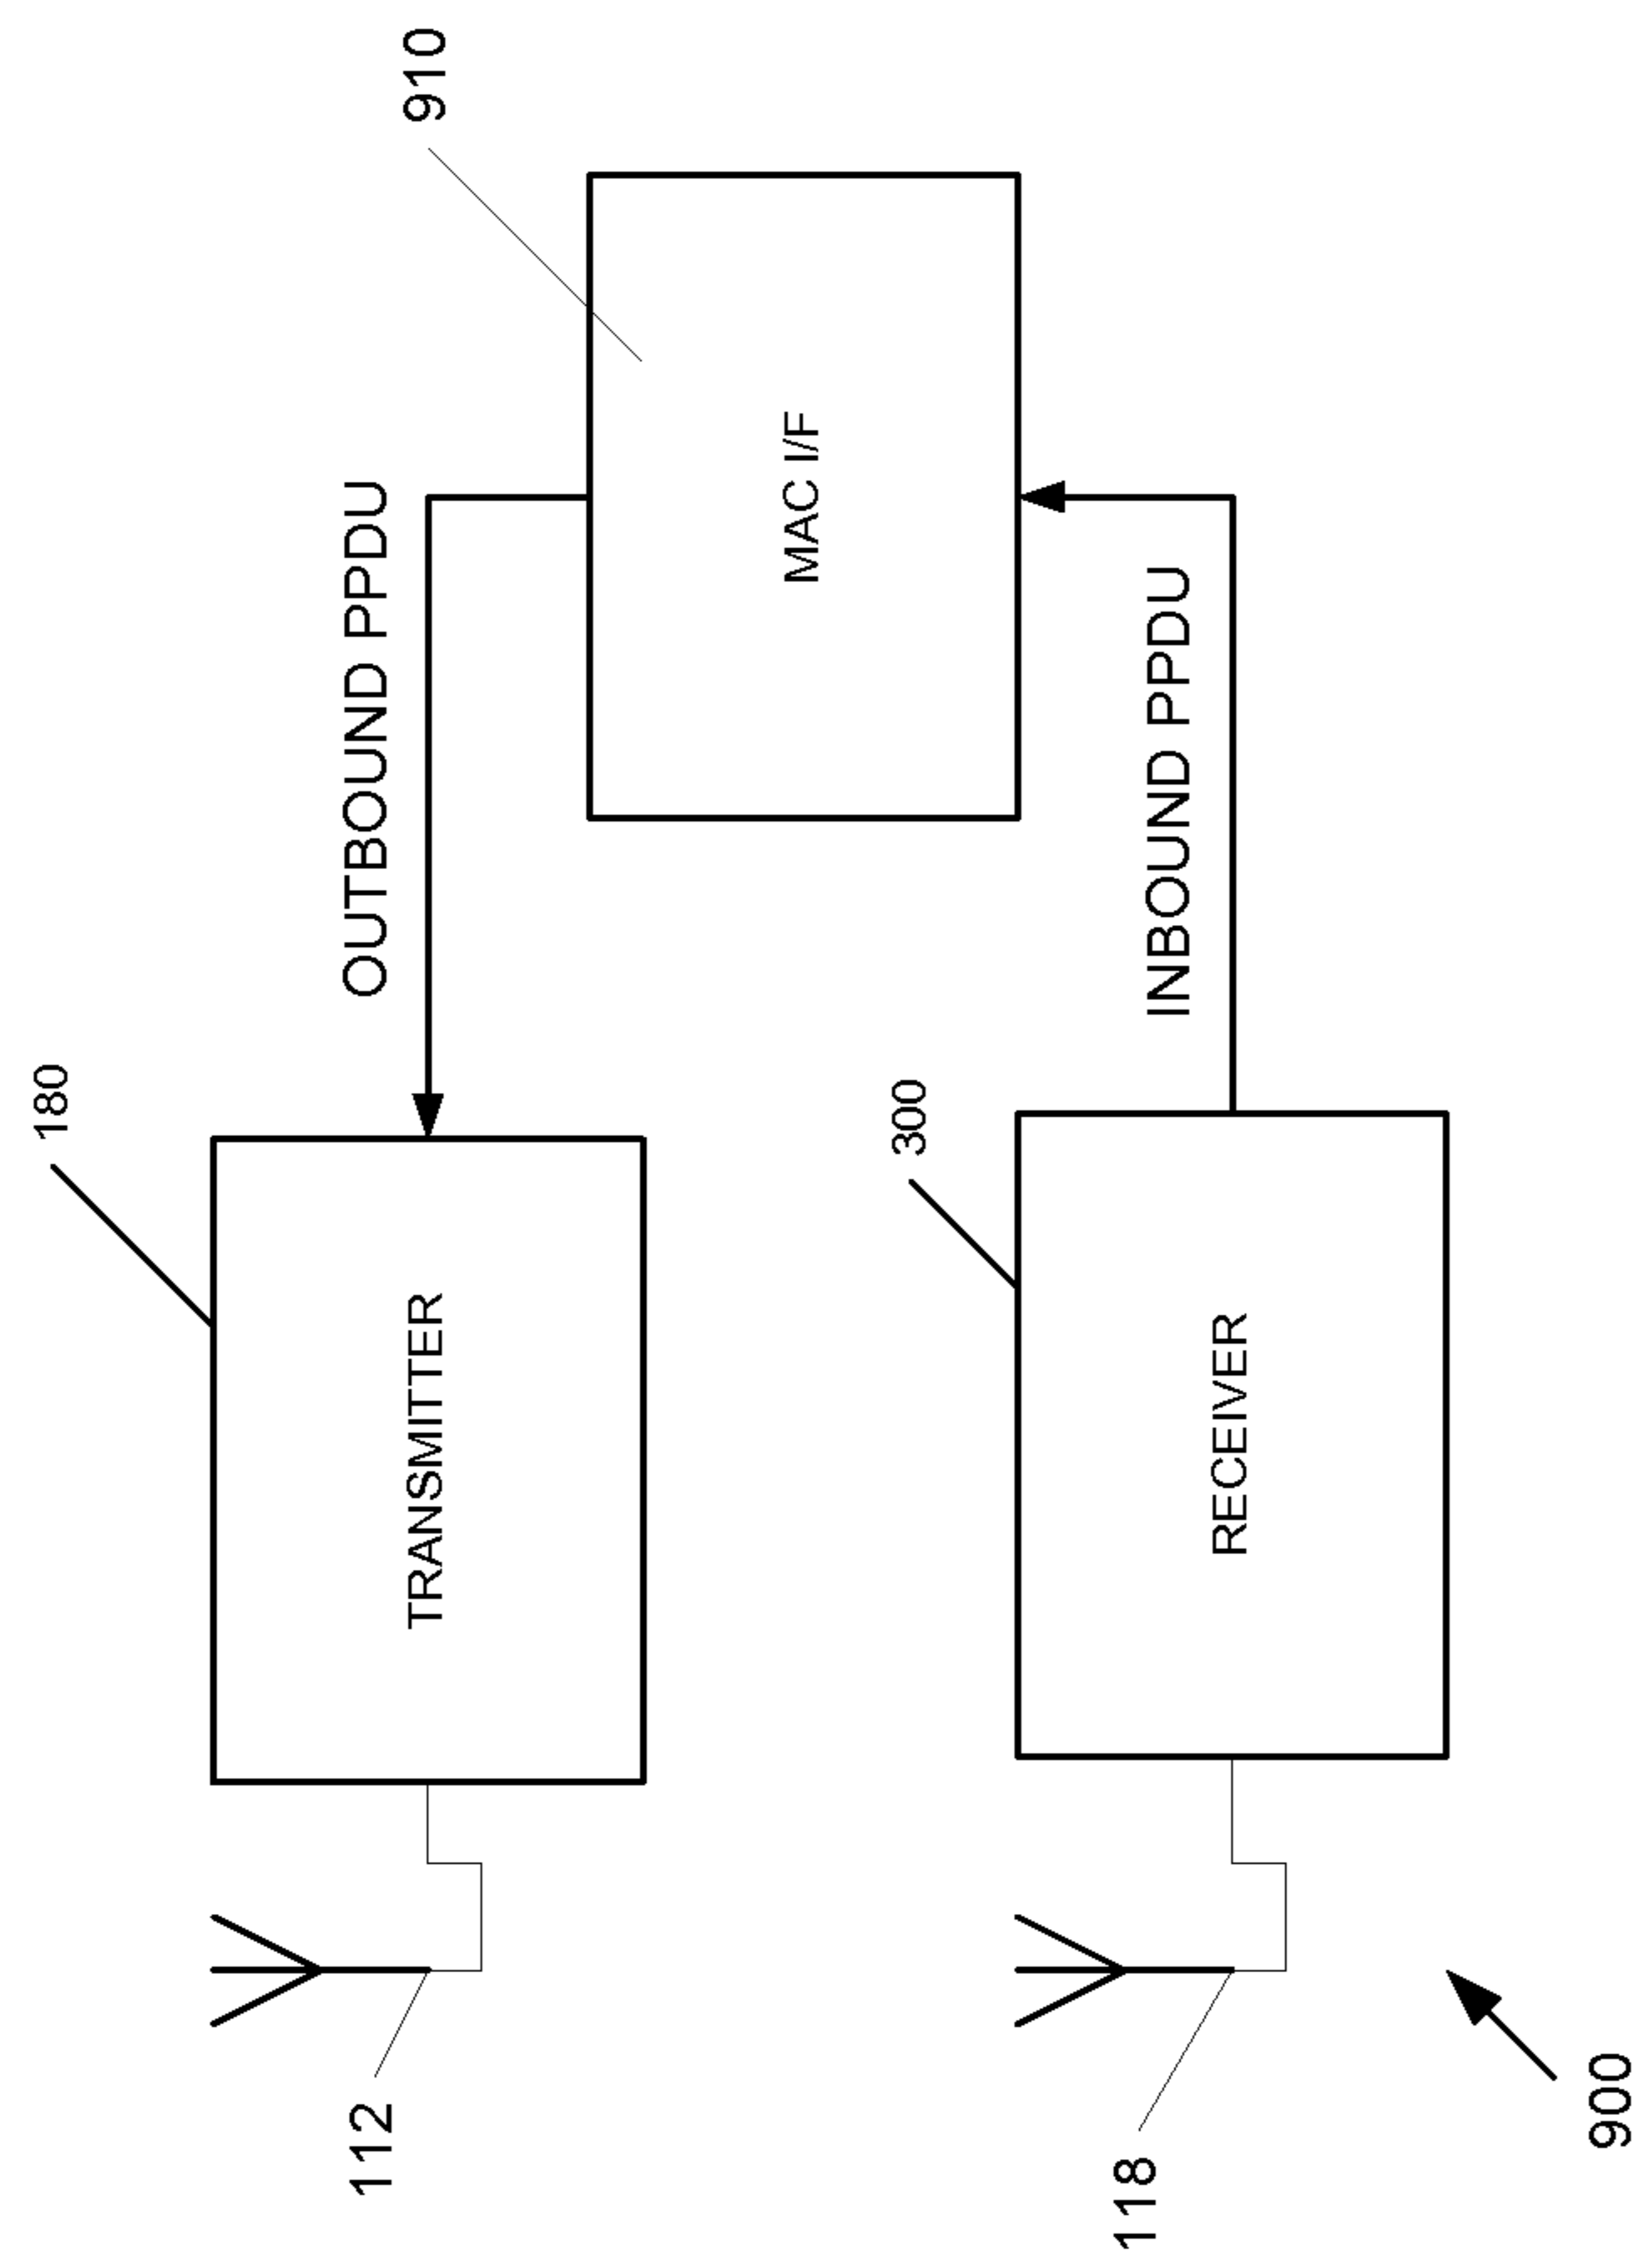 112
TRANSMITTER
180
OUTBOUND PPDU
910
MAC I/F
118
RECEIVER
300
INBOUND PPDU
900